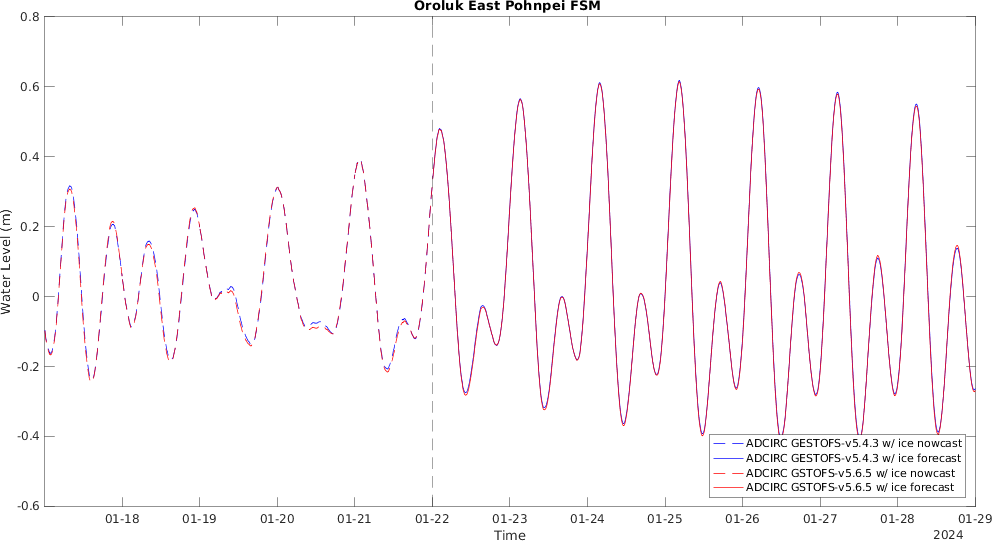 Oroluk East Pohnpei FSM
0.8
0.6
0.4
0.2
0
-0.2
-0.4
-0.6
Water Level (m)
ADCIRC GESTOFS-v5.4.3 w/ ice nowcast
ADCIRC GESTOFS-v5.4.3 w/ ice forecast
ADCIRC GSTOFS-v5.6.5 w/ ice nowcast
ADCIRC GSTOFS-v5.6.5 w/ ice forecast
01-18 01-19 01-20 01-21 01-22 01-23 01-24 01-25 01-26 01-27 01-28 01-29
Time
2024